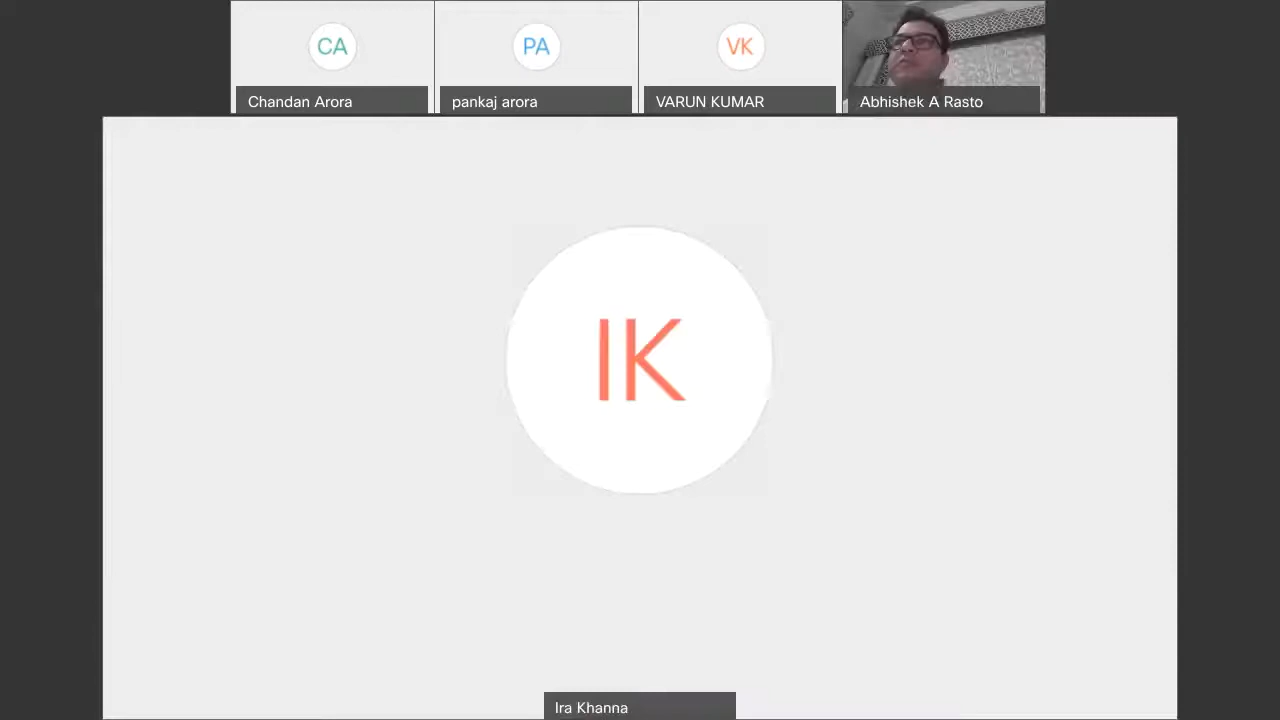 CA
PA
VK
Chandan Arora
pankaj arora
VARUN KUMAR
Abhishek A Rasto
IK
Ira Khanna